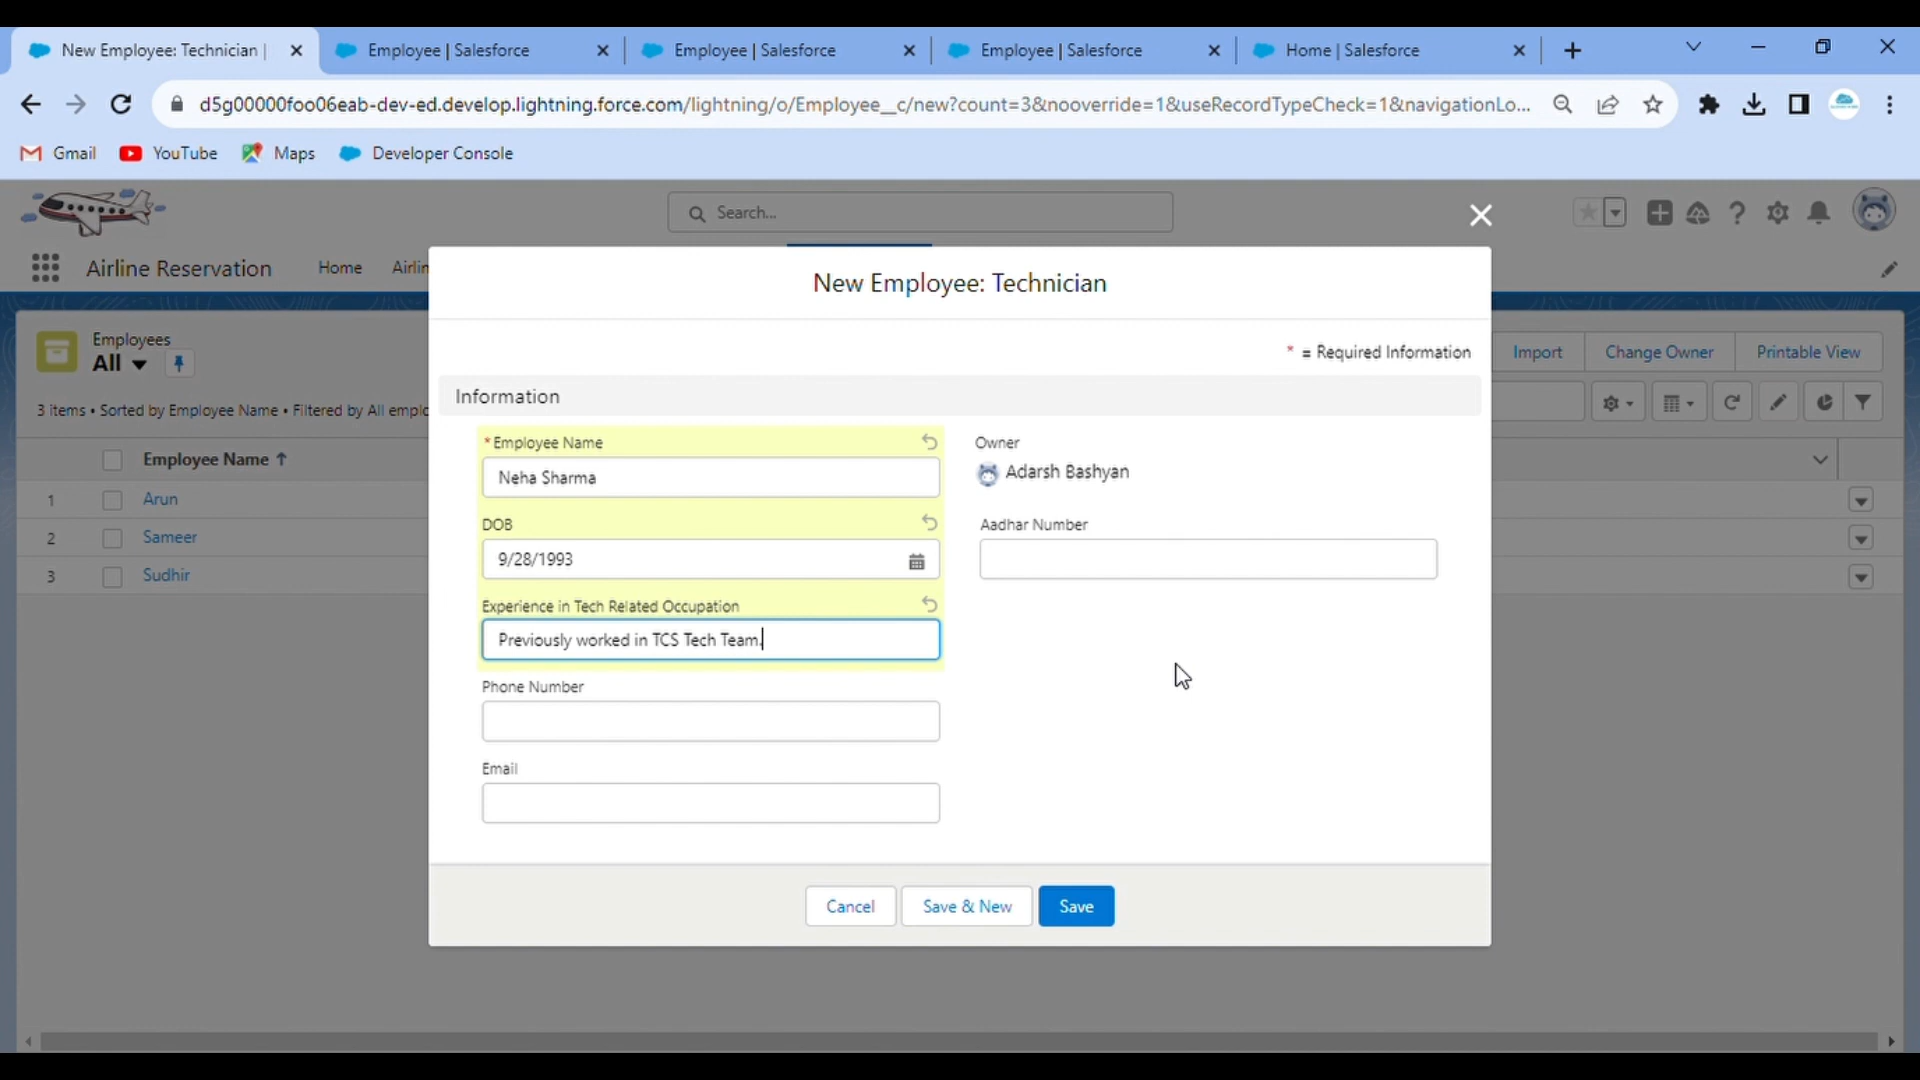 New Employee: Technician |
Employee | Salesforce
Employee | Salesforce
Employee | Salesforce
Home | Salesforce
d5g00000foo06eab-dev-ed.develop.lightning.force.com/lightning/o/Employee__c/new?count=3&nooverride=1&useRecordTypeCheck=1&navigationLo...
Gmail
YouTube
Maps
Developer Console
Search...
Airline Reservation
Home
Airlin
New Employee: Technician
Employees
All
* = Required Information
Import
Change Owner
Printable View
3 items • Sorted by Employee Name • Filtered by All emplo
Information
Employee Name ↑
1 Arun
2 Sameer
3 Sudhir
* Employee Name
Neha Sharma
Owner
Adarsh Bashyan
DOB
9/28/1993
Aadhar Number
Experience in Tech Related Occupation
Previously worked in TCS Tech Team.
Phone Number
Email
Cancel
Save & New
Save